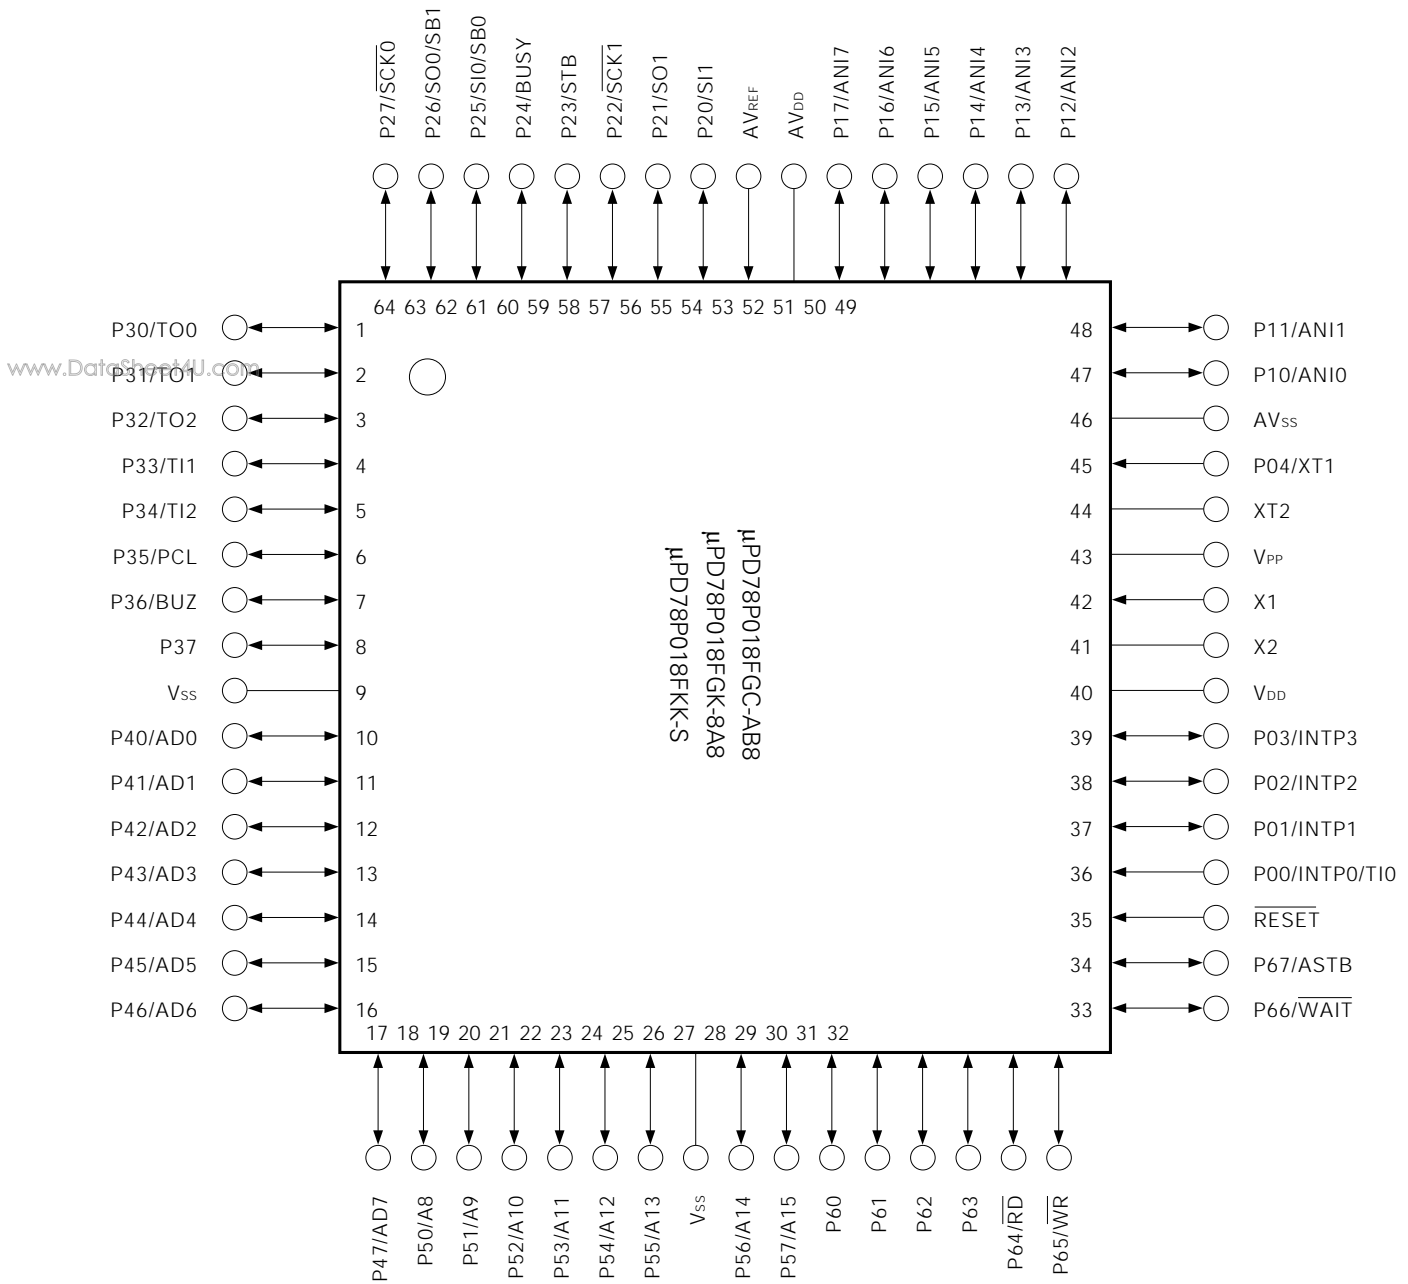 P27/SCK0 P26/SO0/SB1 P25/SI0/SB0 P24/BUSY P23/STB P22/SCK1 P21/SO1 P20/SI1 AVREF AVDD P17/ANI7 P16/ANI6 P15/ANI5 P14/ANI4 P13/ANI3 P12/ANI2
64 63 62 61 60 59 58 57 56 55 54 53 52 51 50 49
P30/TO0 1 48 P11/ANI1
www.DataSheet4U.com
P31/TO1 2 47 P10/ANI0
P32/TO2 3 46 AVSS
P33/TI1 4 45 P04/XT1
P34/TI2 5 44 XT2
P35/PCL 6 43 VPP
P36/BUZ 7 42 X1
P37 8 41 X2
VSS 9 40 VDD
P40/AD0 10 39 P03/INTP3
P41/AD1 11 38 P02/INTP2
P42/AD2 12 37 P01/INTP1
P43/AD3 13 36 P00/INTP0/TI0
P44/AD4 14 35 RESET
P45/AD5 15 34 P67/ASTB
P46/AD6 16 33 P66/WAIT
µPD78P018FGC-AB8
µPD78P018FGK-8A8
µPD78P018FKK-S
17 18 19 20 21 22 23 24 25 26 27 28 29 30 31 32
P47/AD7 P50/A8 P51/A9 P52/A10 P53/A11 P54/A12 P55/A13 VSS P56/A14 P57/A15 P60 P61 P62 P63 P64/RD P65/WR